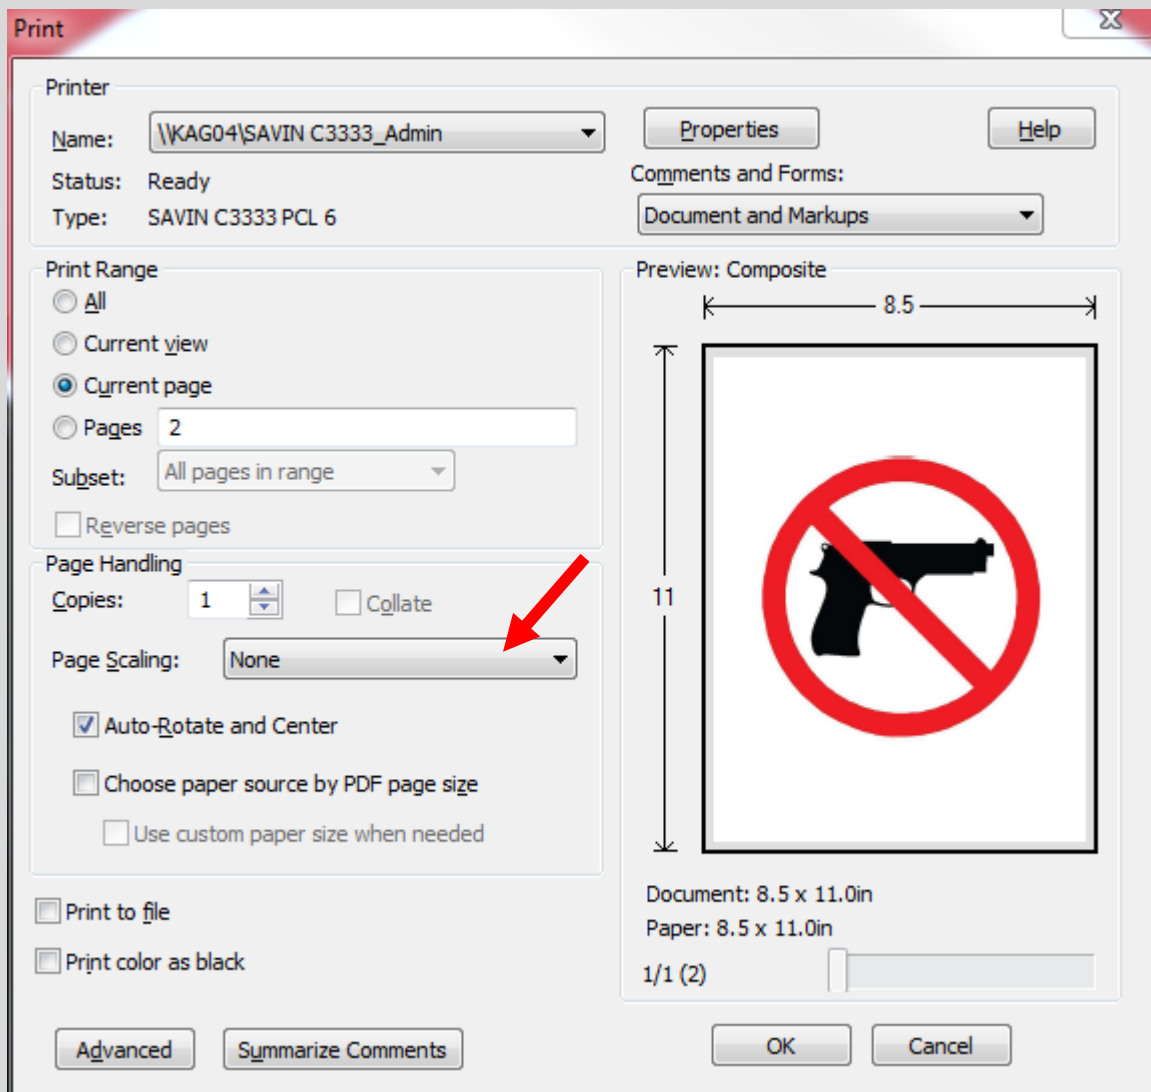 Print
Printer
Name: \\KAG04\SAVIN C3333_Admin
Properties
Help
Status: Ready
Comments and Forms:
Type: SAVIN C3333 PCL 6
Document and Markups
Print Range
All
Current view
Current page
Pages 2
Subset: All pages in range
Reverse pages
Page Handling
Copies: 1
Collate
Page Scaling: None
Auto-Rotate and Center
Choose paper source by PDF page size
Use custom paper size when needed
Print to file
Print color as black
Preview: Composite
8.5
11
Document: 8.5 x 11.0in
Paper: 8.5 x 11.0in
1/1 (2)
Advanced
Summarize Comments
OK
Cancel